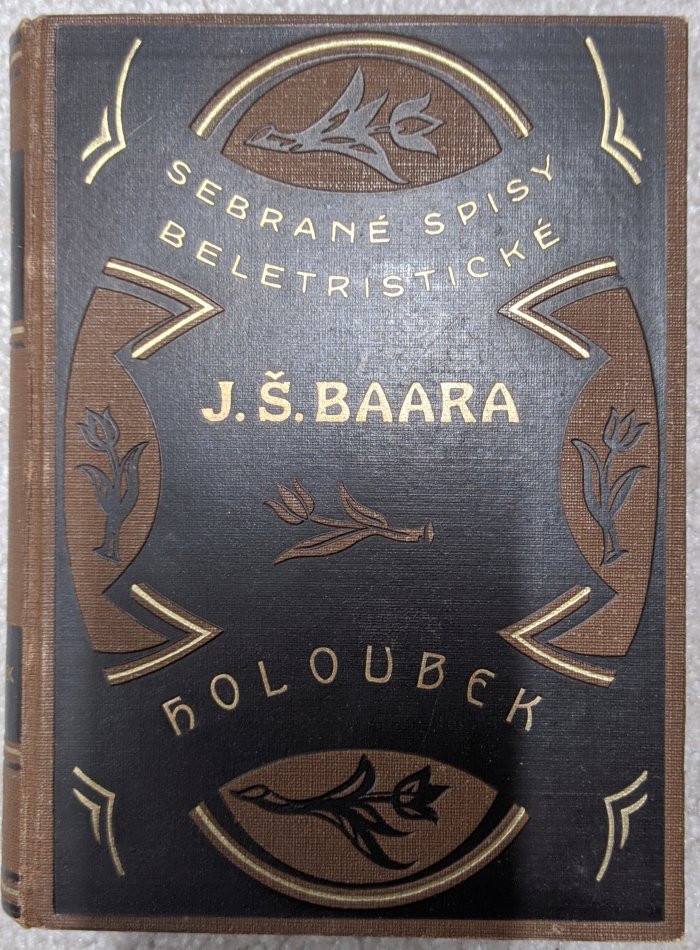 SEBRANÉ SPISY
BELETRISTICKÉ
J. Š. BAARA
HOLOUBEK